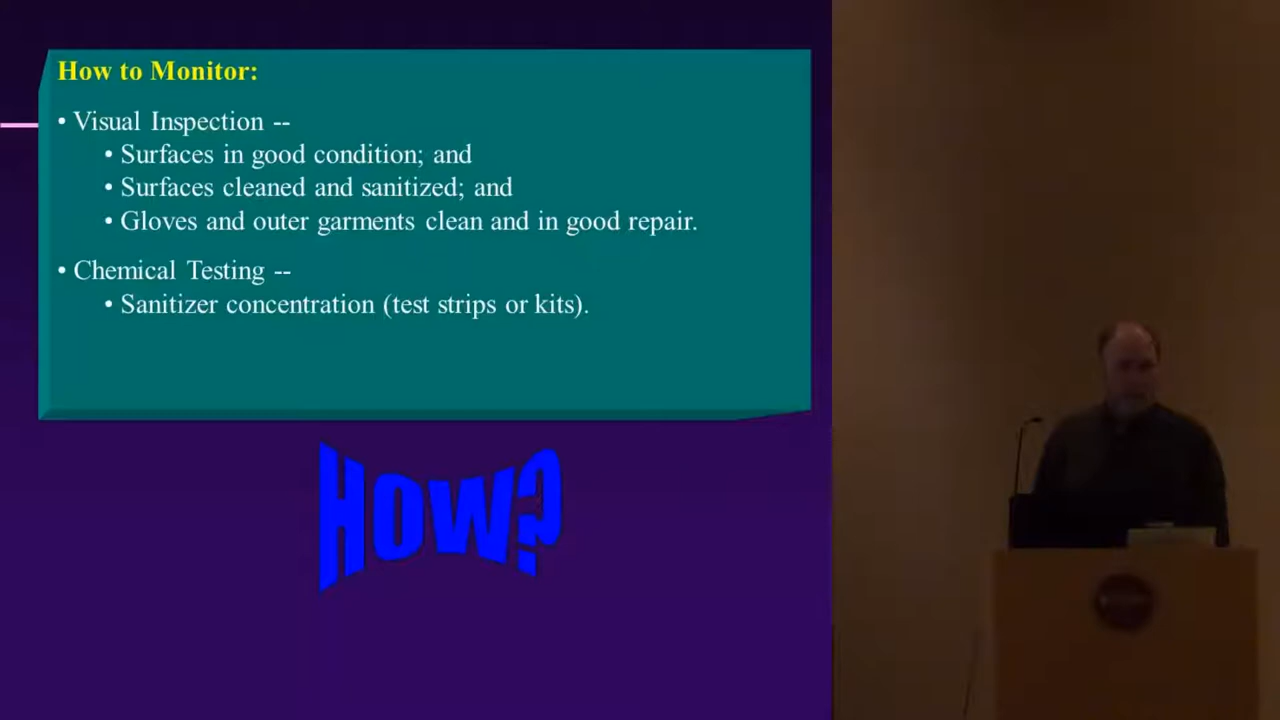 How to Monitor:
• Visual Inspection --
• Surfaces in good condition; and
• Surfaces cleaned and sanitized; and
• Gloves and outer garments clean and in good repair.
• Chemical Testing --
• Sanitizer concentration (test strips or kits).
HOW?